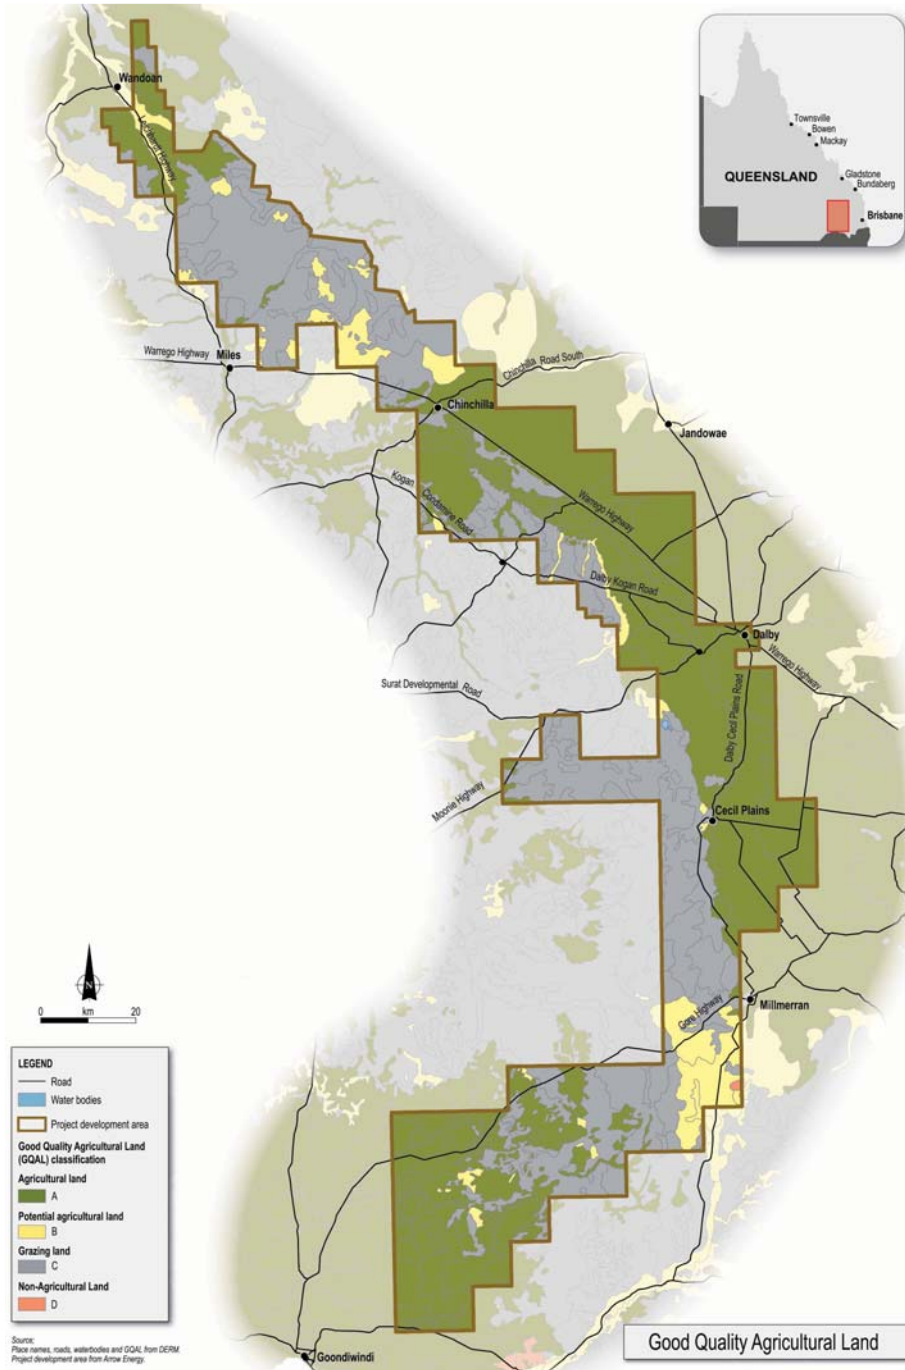 Wandoan
Leichhardt Highway
Townsville
Bowen
Mackay
QUEENSLAND
Gladstone
Bundaberg
Brisbane
Warrego Highway
Miles
Chinchilla Road South
Chinchilla
Jandowae
Kogan
Condamine Road
Warrego Highway
Dalby Kogan Road
Dalby
Warrego Highway
Surat Developmental Road
Dalby Cecil Plains Road
Moonie Highway
Cecil Plains
N
0 km 20
Gore Highway
Millmerran
LEGEND
Road
Water bodies
Project development area
Good Quality Agricultural Land
(GQAL) classification
Agricultural land
A
Potential agricultural land
B
Grazing land
C
Non-Agricultural Land
D
Source:
Place names, roads, waterbodies and GQAL from DERM.
Project development area from Arrow Energy.
Goondiwindi
Good Quality Agricultural Land